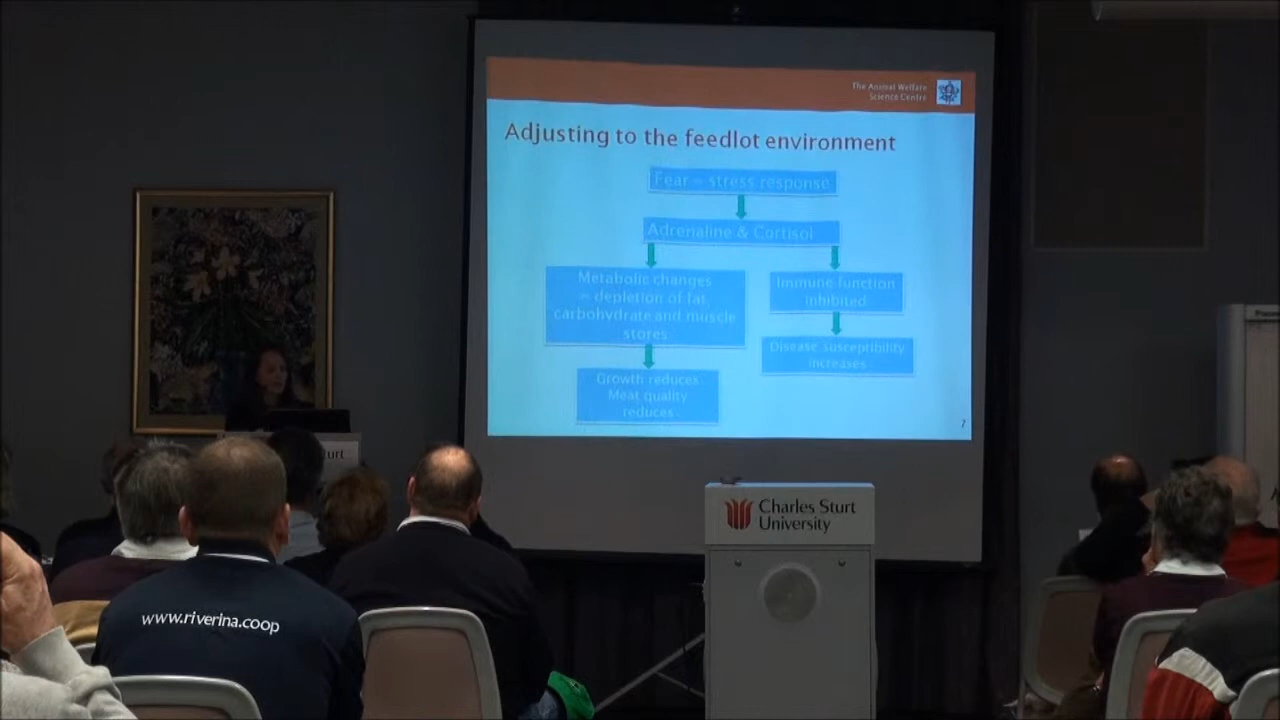 The Animal Welfare
Science Centre
Adjusting to the feedlot environment
Fear = stress response
Adrenaline & Cortisol
Metabolic changes
= depletion of fat,
carbohydrate and muscle
stores
Immune function
inhibited
Disease susceptibility
increases
Growth reduces
Meat quality
reduces
7
urt
Charles Sturt
University
www.riverina.coop